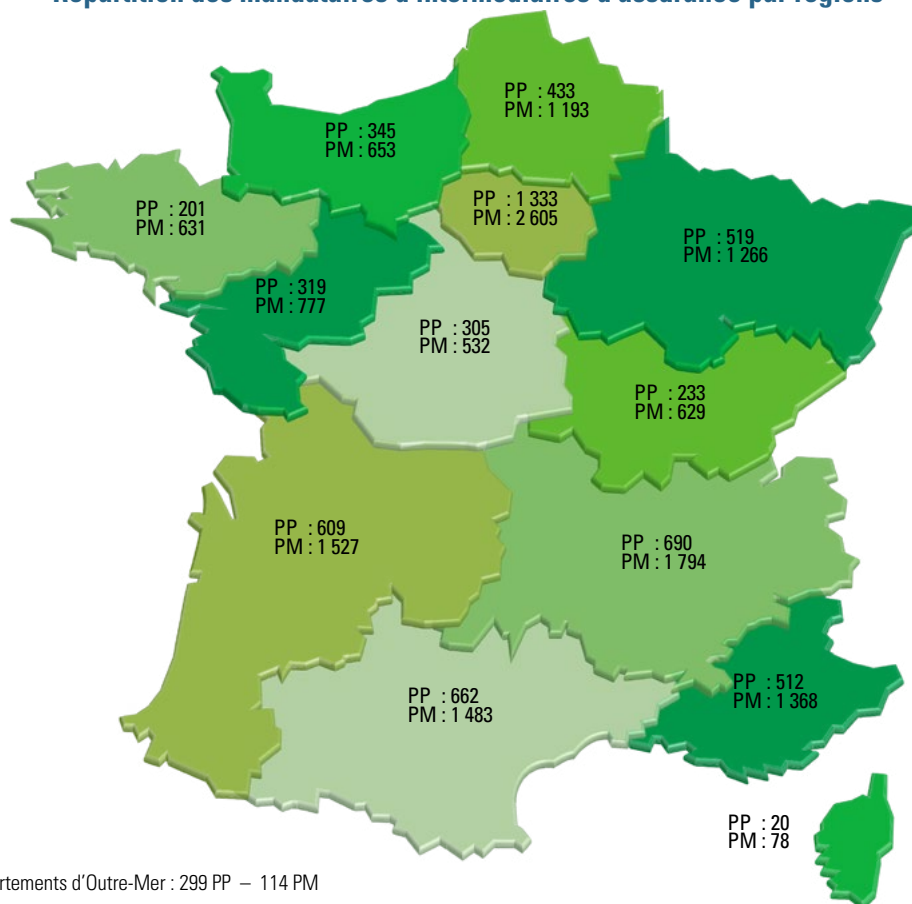 Répartition des mandataires d'intermédiaires d'assurance par régions
PP : 433
PM : 1 193
PP : 345
PM : 653
PP : 201
PM : 631
PP : 1 333
PM : 2 605
PP : 519
PM : 1 266
PP : 319
PM : 777
PP : 305
PM : 532
PP : 233
PM : 629
PP : 609
PM : 1 527
PP : 690
PM : 1 794
PP : 662
PM : 1 483
PP : 512
PM : 1 368
PP : 20
PM : 78
rtements d'Outre-Mer : 299 PP – 114 PM